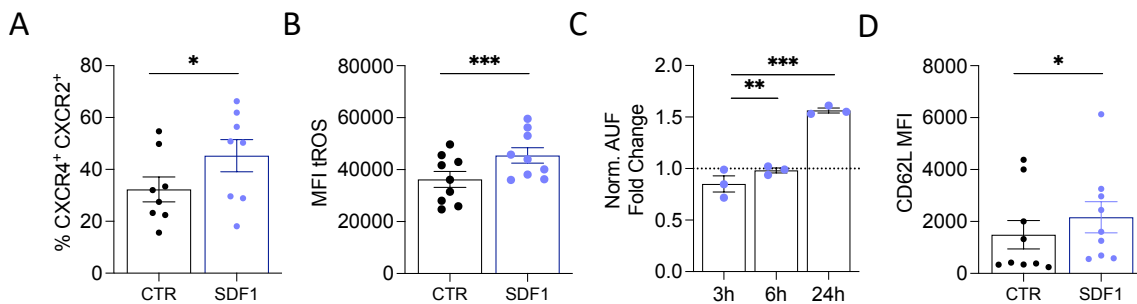 A
% CXCR4+ CXCR2+
80
60
40
20
0
*
CTR
SDF1
B
MFI tROS
80000
60000
40000
20000
0
***
CTR
SDF1
C
Norm. AUF
Fold Change
2.0
1.5
1.0
0.5
0.0
***
**
3h
6h
24h
D
CD62L MFI
8000
6000
4000
2000
0
*
CTR
SDF1